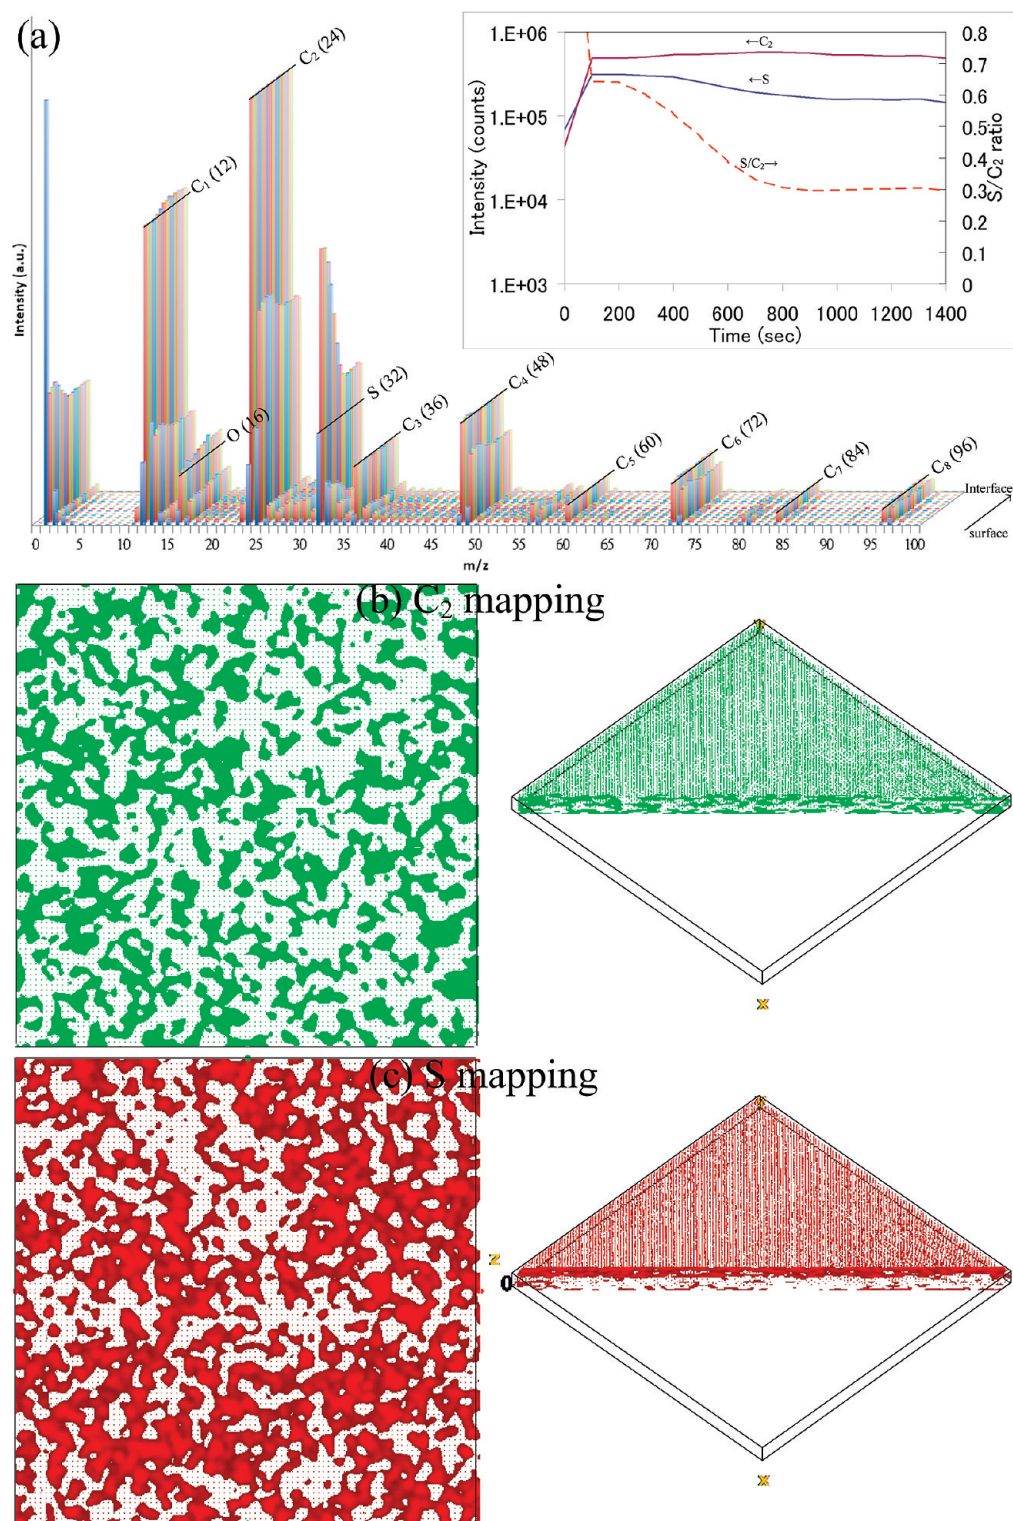 (a)
C₁ (12)
C₂ (24)
O (16)
S (32)
C₃ (36)
C₄ (48)
C₅ (60)
C₆ (72)
C₇ (84)
C₈ (96)
Interface
surface
Intensity (a.u.)
0 5 10 15 20 25 30 35 40 45 50 55 60 65 70 75 80 85 90 95 100
m/z
1.E+06
1.E+05
1.E+04
1.E+03
Intensity (counts)
←C₂
←S
S/C₂→
0.8
0.7
0.6
0.5
0.4
0.3
0.2
0.1
0
S/C₂ ratio
0 200 400 600 800 1000 1200 1400
Time (sec)
(b) C₂ mapping
Y
X
(c) S mapping
Y
Z
0
X